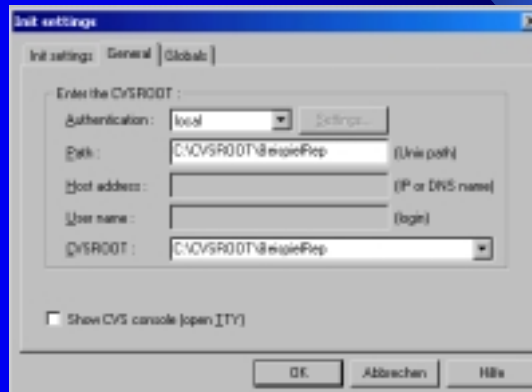 Init settings
Init settings General Globals
Enter the CVSROOT :
Authentication : local Settings...
Path : C:\CVSROOT\BeispielRep (Unix path)
Host address : (IP or DNS name)
User name : (login)
CVSROOT : C:\CVSROOT\BeispielRep
Show CVS console (open TTY)
OK Abbrechen Hilfe